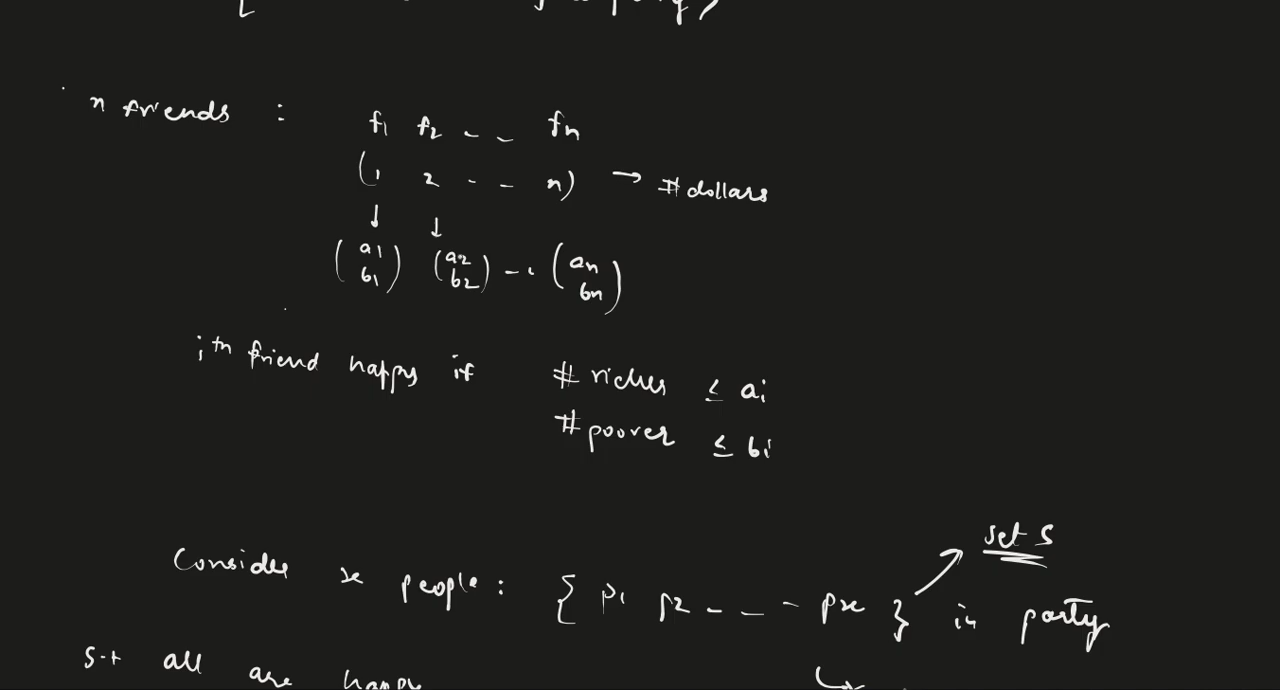 n friends : f1 f2 - - fn
(1 2 - - n) → # dollars
↓ ↓
(a1 b1) (a2 b2) - . (an bn)
ith friend happy if # richer ≤ ai
# poorer ≤ bi
set S
Consider x people : { p1 p2 - - - px } in party
s.t all are happy